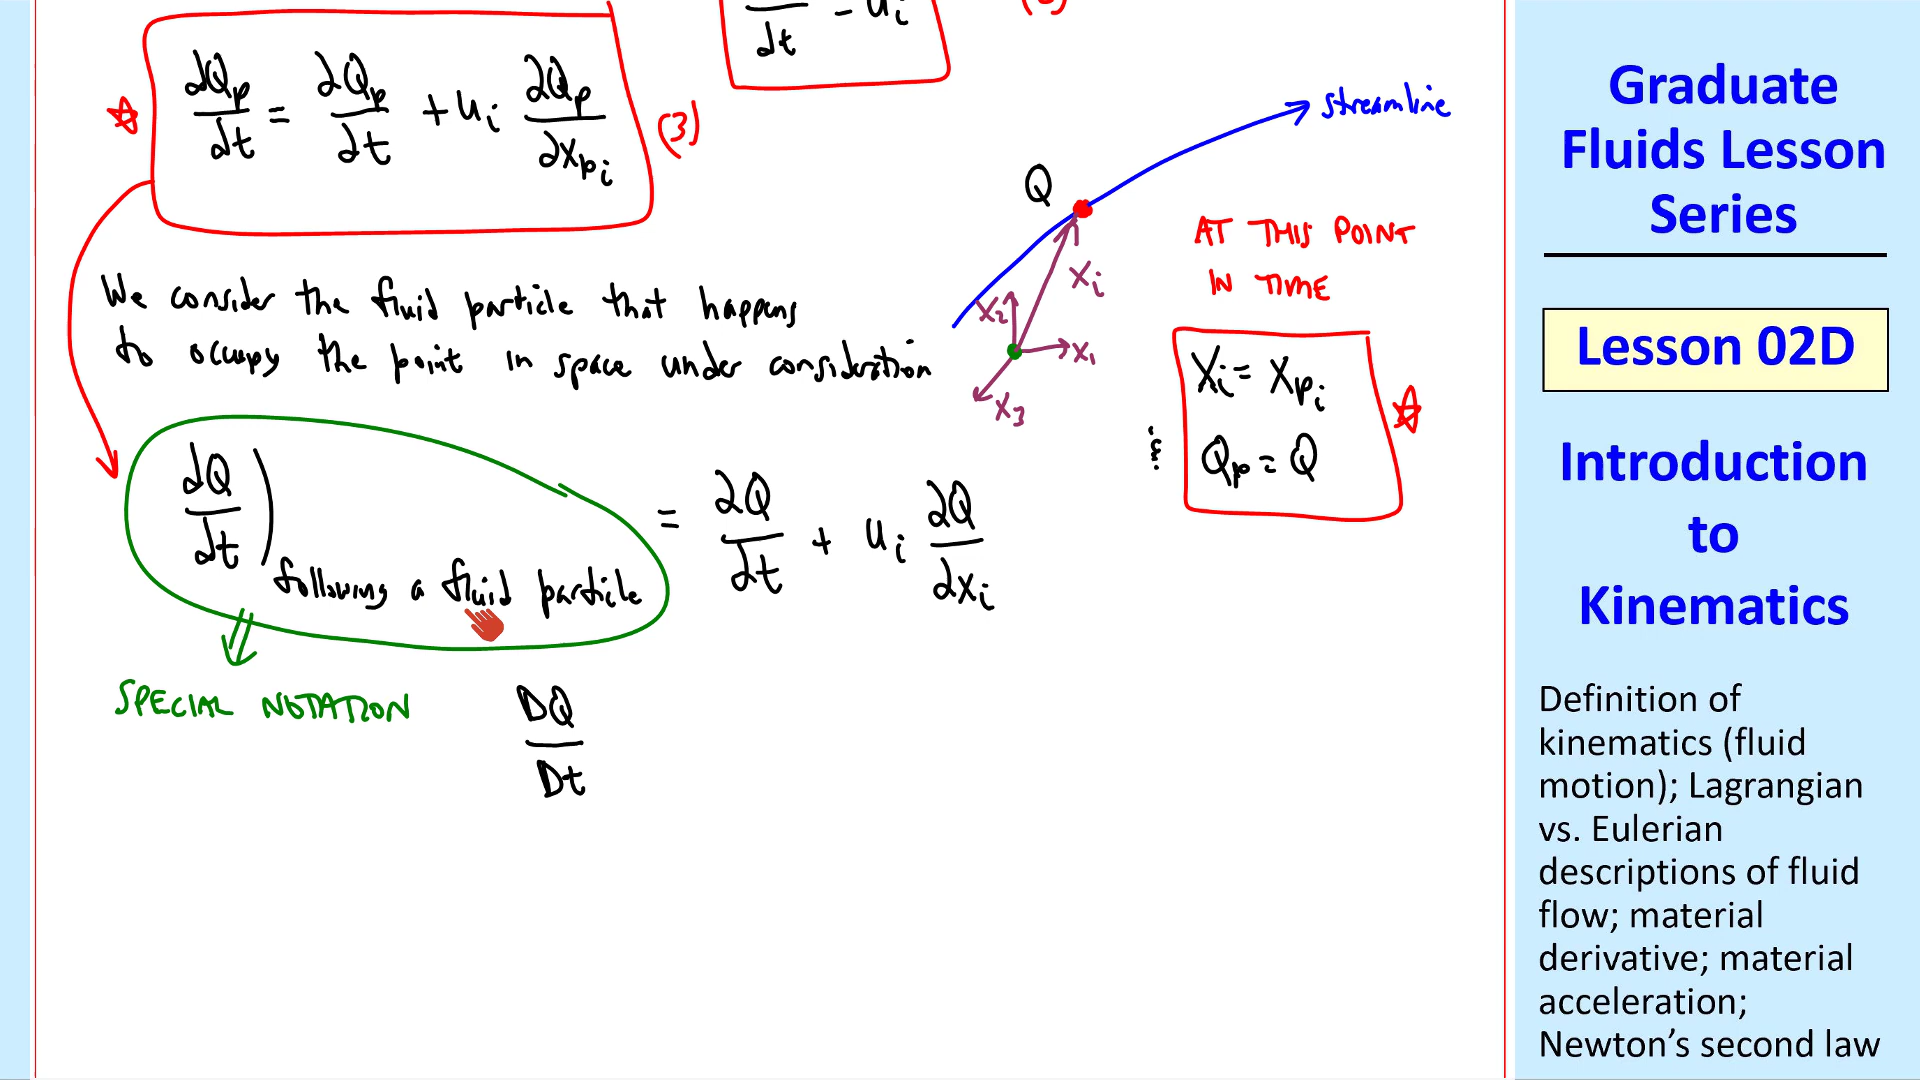 dt = ui
dQp/dt = ∂Qp/∂t + ui ∂Qp/∂xpi (3)
streamline
Q
AT THIS POINT
IN TIME
xi
x2
x1
x3
We consider the fluid particle that happens
to occupy the point in space under consideration
xi = xpi
& Qp = Q
dQ/dt) following a fluid particle = ∂Q/∂t + ui ∂Q/∂xi
SPECIAL NOTATION DQ/Dt
Graduate
Fluids Lesson
Series
Lesson 02D
Introduction
to
Kinematics
Definition of
kinematics (fluid
motion); Lagrangian
vs. Eulerian
descriptions of fluid
flow; material
derivative; material
acceleration;
Newton’s second law